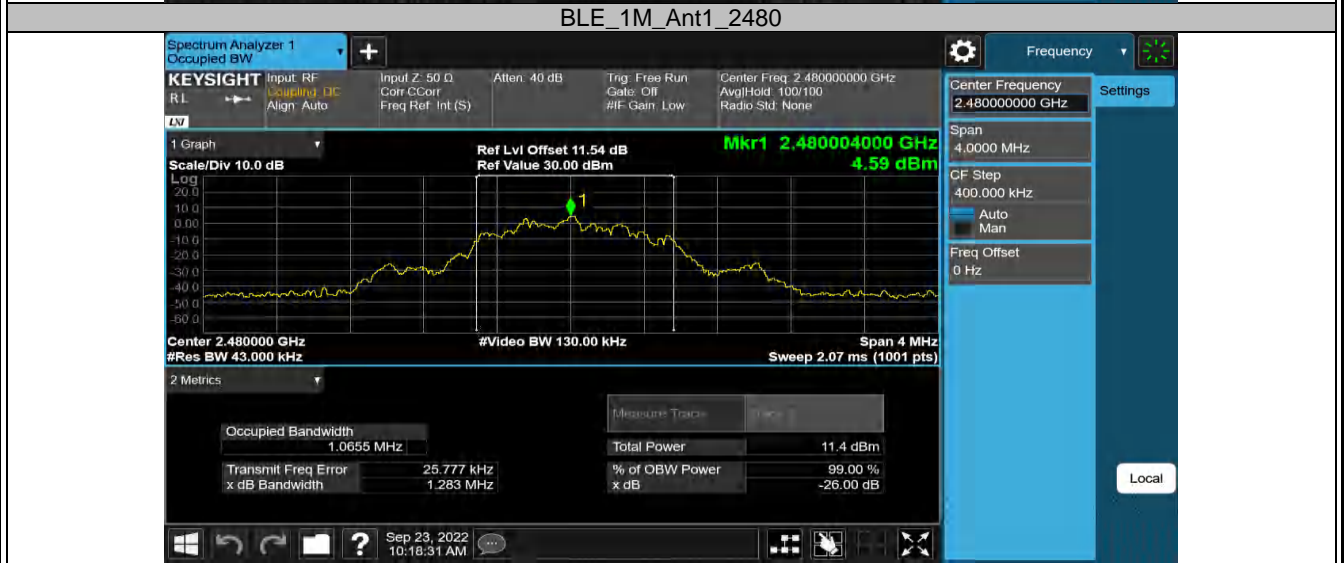 BLE_1M_Ant1_2480
Spectrum Analyzer 1
Occupied BW
Frequency
KEYSIGHT
RL
LXI
Input: RF
Coupling: DC
Align: Auto
Input Z: 50 Ω
Corr CCorr
Freq Ref: Int (S)
Atten: 40 dB
Trig: Free Run
Gate: Off
#IF Gain: Low
Center Freq: 2.480000000 GHz
Avg|Hold: 100/100
Radio Std: None
Center Frequency
2.480000000 GHz
Settings
Span
4.0000 MHz
CF Step
400.000 kHz
Auto
Man
Freq Offset
0 Hz
Local
1 Graph
Scale/Div 10.0 dB
Ref Lvl Offset 11.54 dB
Ref Value 30.00 dBm
Mkr1 2.480004000 GHz
4.59 dBm
Log
20.0
10.0
0.00
-10.0
-20.0
-30.0
-40.0
-50.0
-60.0
1
Center 2.480000 GHz
#Video BW 130.00 kHz
Span 4 MHz
#Res BW 43.000 kHz
Sweep 2.07 ms (1001 pts)
2 Metrics
Measure Trace
Occupied Bandwidth
1.0655 MHz
Total Power 11.4 dBm
Transmit Freq Error 25.777 kHz
% of OBW Power 99.00 %
x dB Bandwidth 1.283 MHz
x dB -26.00 dB
?
Sep 23, 2022
10:18:31 AM